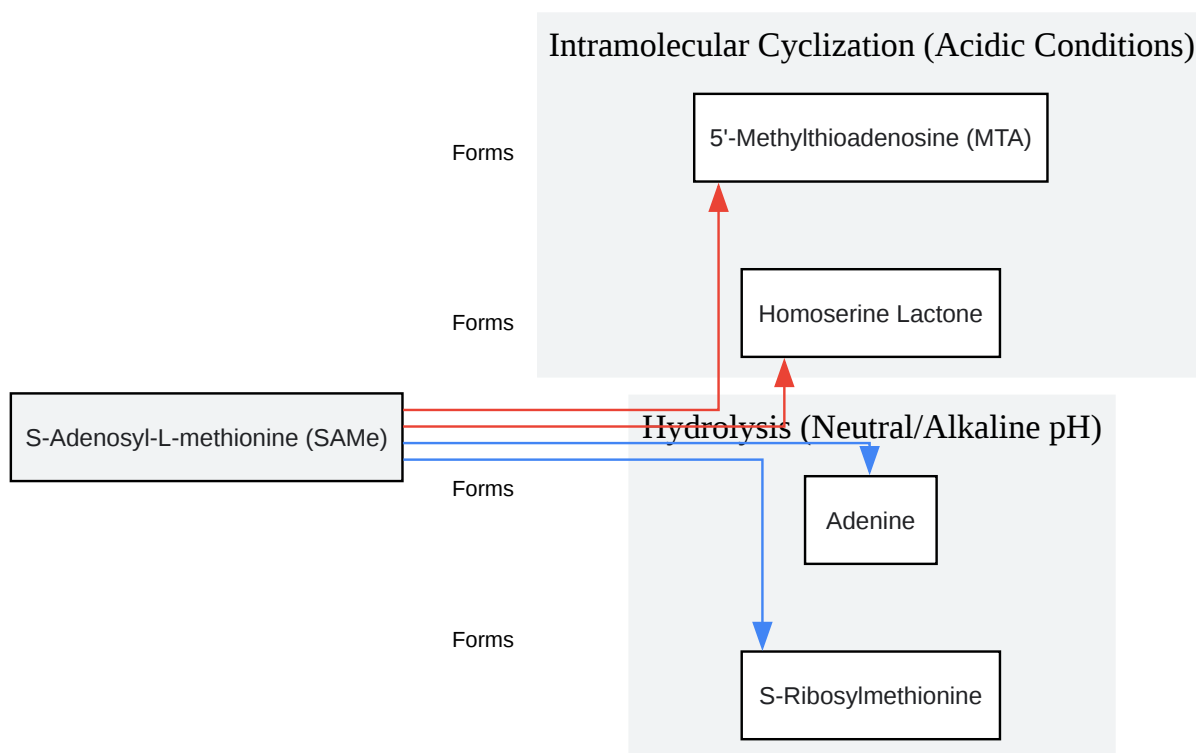 Intramolecular Cyclization (Acidic Conditions)
5'-Methylthioadenosine (MTA)
Forms
Homoserine Lactone
Forms
S-Adenosyl-L-methionine (SAMe)
Hydrolysis (Neutral/Alkaline pH)
Forms
Adenine
Forms
S-Ribosylmethionine